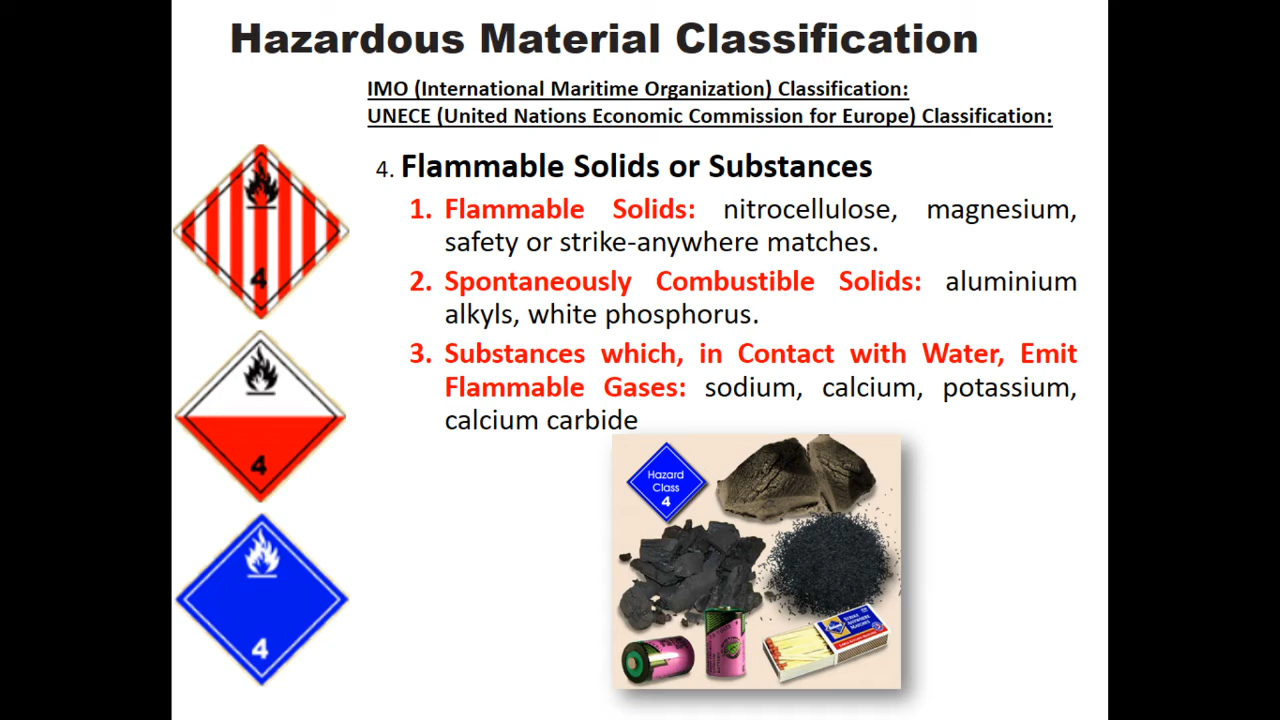 Hazardous Material Classification
IMO (International Maritime Organization) Classification:
UNECE (United Nations Economic Commission for Europe) Classification:
4. Flammable Solids or Substances
1. Flammable Solids: nitrocellulose, magnesium,
safety or strike-anywhere matches.
2. Spontaneously Combustible Solids: aluminium
alkyls, white phosphorus.
3. Substances which, in Contact with Water, Emit
Flammable Gases: sodium, calcium, potassium,
calcium carbide
4
4
4
Hazard
Class
4
STRIKE
ANYWHERE
MATCHES